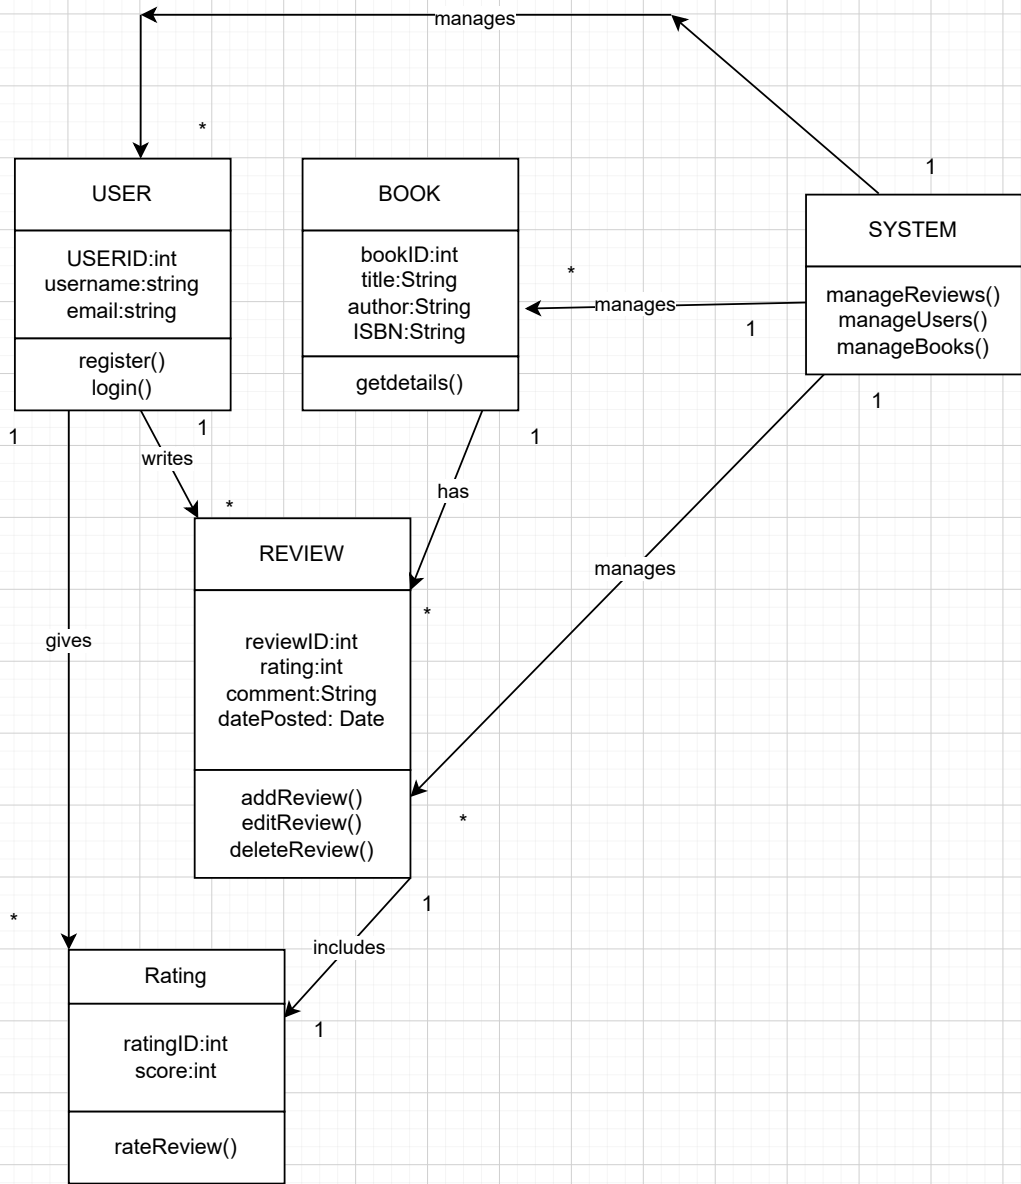 manages
*
1
USER
USERID:int
username:string
email:string
register()
login()
BOOK
bookID:int
title:String
author:String
ISBN:String
getdetails()
*
manages
1
SYSTEM
manageReviews()
manageUsers()
manageBooks()
1
1
1
1
writes
*
has
*
manages
*
gives
*
REVIEW
reviewID:int
rating:int
comment:String
datePosted: Date
addReview()
editReview()
deleteReview()
1
includes
1
Rating
ratingID:int
score:int
rateReview()